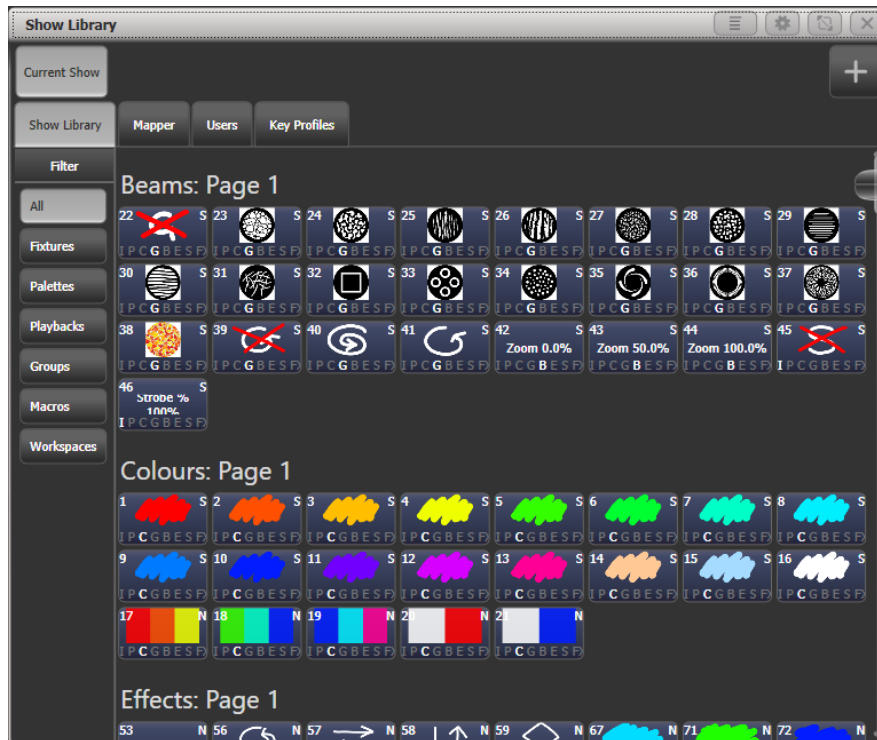 Show Library
Current Show
Show Library Mapper Users Key Profiles
Filter
All
Fixtures
Palettes
Playbacks
Groups
Macros
Workspaces
Beams: Page 1
22 S 23 S 24 S 25 S 26 S 27 S 28 S 29 S
IPCGBESFX IPCGBESFX IPCGBESFX IPCGBESFX IPCGBESFX IPCGBESFX IPCGBESFX IPCGBESFX
30 S 31 S 32 S 33 S 34 S 35 S 36 S 37 S
IPCGBESFX IPCGBESFX IPCGBESFX IPCGBESFX IPCGBESFX IPCGBESFX IPCGBESFX IPCGBESFX
38 S 39 S 40 S 41 S 42 S 43 S 44 S 45 S
Zoom 0.0% Zoom 50.0% Zoom 100.0%
IPCGBESFX IPCGBESFX IPCGBESFX IPCGBESFX IPCGBESFX IPCGBESFX IPCGBESFX IPCGBESFX
46 S
Strobe %
100%
IPCGBESFX
Colours: Page 1
1 S 2 S 3 S 4 S 5 S 6 S 7 S 8 S
IPCGBESFX IPCGBESFX IPCGBESFX IPCGBESFX IPCGBESFX IPCGBESFX IPCGBESFX IPCGBESFX
9 S 10 S 11 S 12 S 13 S 14 S 15 S 16 S
IPCGBESFX IPCGBESFX IPCGBESFX IPCGBESFX IPCGBESFX IPCGBESFX IPCGBESFX IPCGBESFX
17 N 18 N 19 N 20 N 21 N
IPCGBESFX IPCGBESFX IPCGBESFX IPCGBESFX IPCGBESFX
Effects: Page 1
53 N 56 N 57 N 58 N 59 N 67 N 71 N 72 N